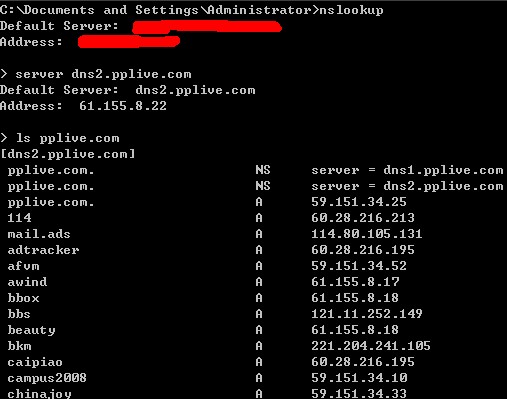 C:\Documents and Settings\Administrator>nslookup
Default Server:
Address:
> server dns2.pplive.com
Default Server:  dns2.pplive.com
Address:  61.155.8.22
> ls pplive.com
[dns2.pplive.com]
pplive.com. NS server = dns1.pplive.com
pplive.com. NS server = dns2.pplive.com
pplive.com. A 59.151.34.25
114 A 60.28.216.213
mail.ads A 114.80.105.131
adtracker A 60.28.216.195
afvm A 59.151.34.52
awind A 61.155.8.17
bbox A 61.155.8.18
bbs A 121.11.252.149
beauty A 61.155.8.18
bkm A 221.204.241.105
caipiao A 60.28.216.195
campus2008 A 59.151.34.10
chinajoy A 59.151.34.33